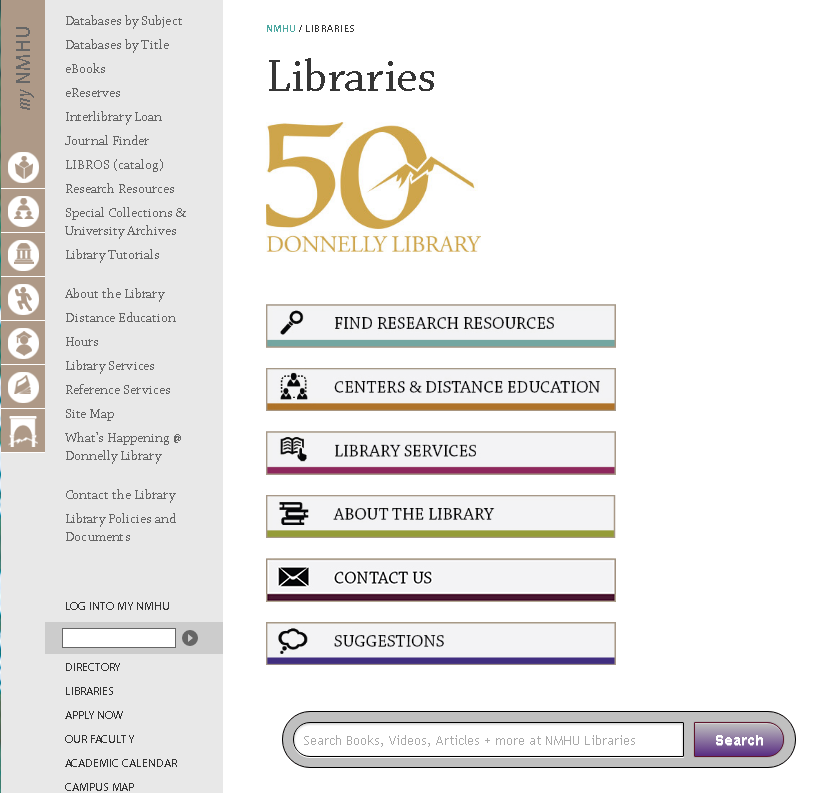 my NMHU
Databases by Subject
Databases by Title
eBooks
eReserves
Interlibrary Loan
Journal Finder
LIBROS (catalog)
Research Resources
Special Collections &
University Archives
Library Tutorials
About the Library
Distance Education
Hours
Library Services
Reference Services
Site Map
What's Happening @
Donnelly Library
Contact the Library
Library Policies and
Documents
LOG INTO MY NMHU
DIRECTORY
LIBRARIES
APPLY NOW
OUR FACULTY
ACADEMIC CALENDAR
CAMPUS MAP
NMHU / LIBRARIES
Libraries
50
DONNELLY LIBRARY
FIND RESEARCH RESOURCES
CENTERS & DISTANCE EDUCATION
LIBRARY SERVICES
ABOUT THE LIBRARY
CONTACT US
SUGGESTIONS
Search Books, Videos, Articles + more at NMHU Libraries
Search